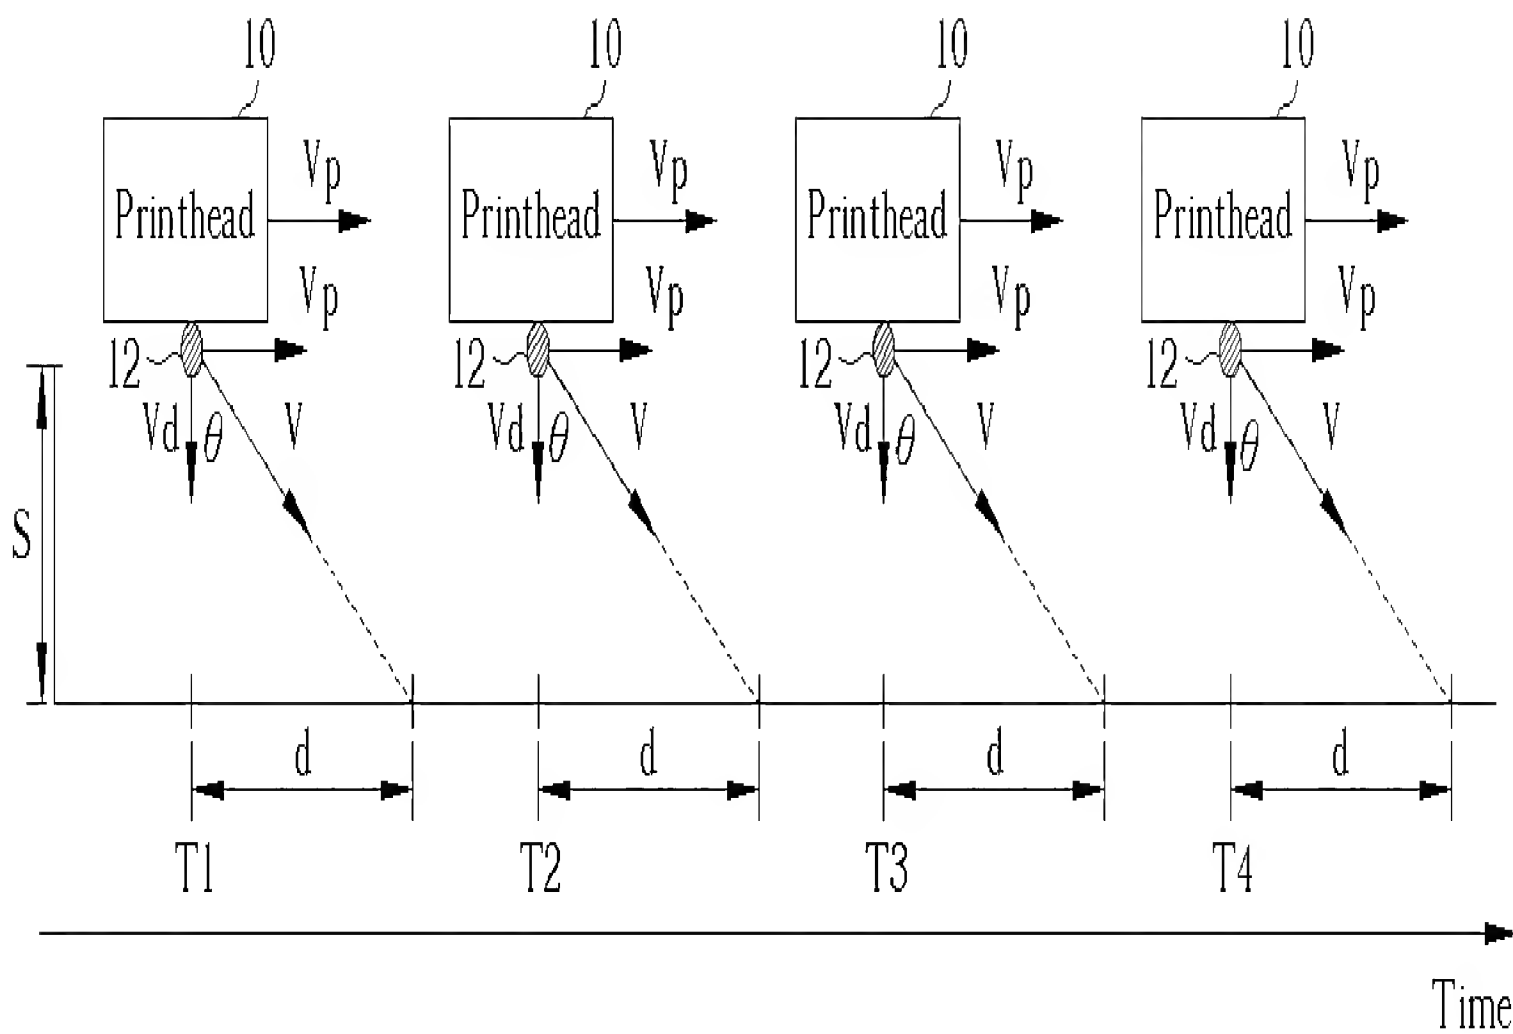 10 10 10 10
Vp Vp Vp Vp
Printhead Printhead Printhead Printhead
Vp Vp Vp Vp
12 12 12 12
Vd θ V Vd θ V Vd θ V Vd θ V
S
d d d d
T1 T2 T3 T4
Time